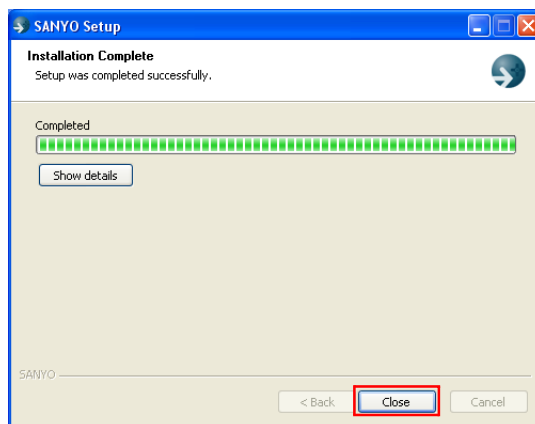 SANYO Setup
Installation Complete
Setup was completed successfully.
Completed
Show details
SANYO
< Back Close Cancel